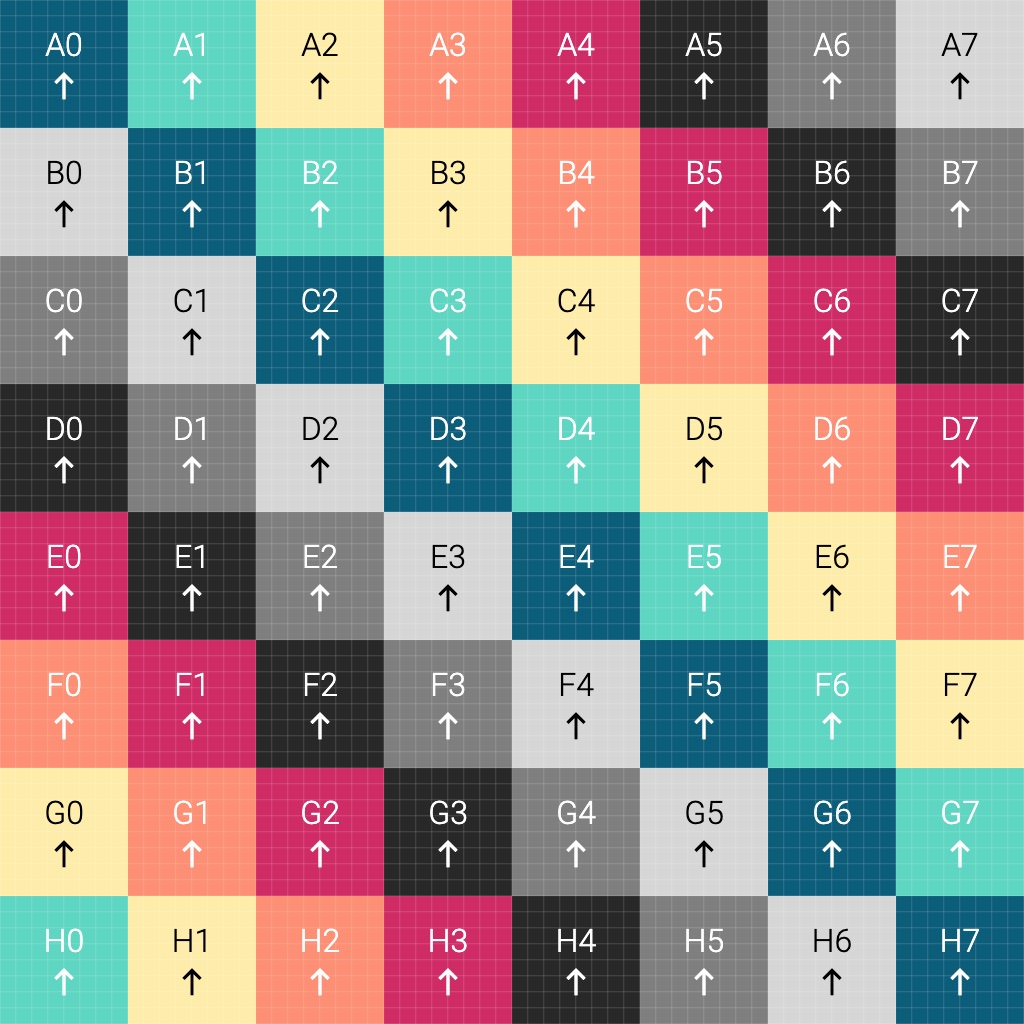 A0 A1 A2 A3 A4 A5 A6 A7
↑ ↑ ↑ ↑ ↑ ↑ ↑ ↑
B0 B1 B2 B3 B4 B5 B6 B7
↑ ↑ ↑ ↑ ↑ ↑ ↑ ↑
C0 C1 C2 C3 C4 C5 C6 C7
↑ ↑ ↑ ↑ ↑ ↑ ↑ ↑
D0 D1 D2 D3 D4 D5 D6 D7
↑ ↑ ↑ ↑ ↑ ↑ ↑ ↑
E0 E1 E2 E3 E4 E5 E6 E7
↑ ↑ ↑ ↑ ↑ ↑ ↑ ↑
F0 F1 F2 F3 F4 F5 F6 F7
↑ ↑ ↑ ↑ ↑ ↑ ↑ ↑
G0 G1 G2 G3 G4 G5 G6 G7
↑ ↑ ↑ ↑ ↑ ↑ ↑ ↑
H0 H1 H2 H3 H4 H5 H6 H7
↑ ↑ ↑ ↑ ↑ ↑ ↑ ↑